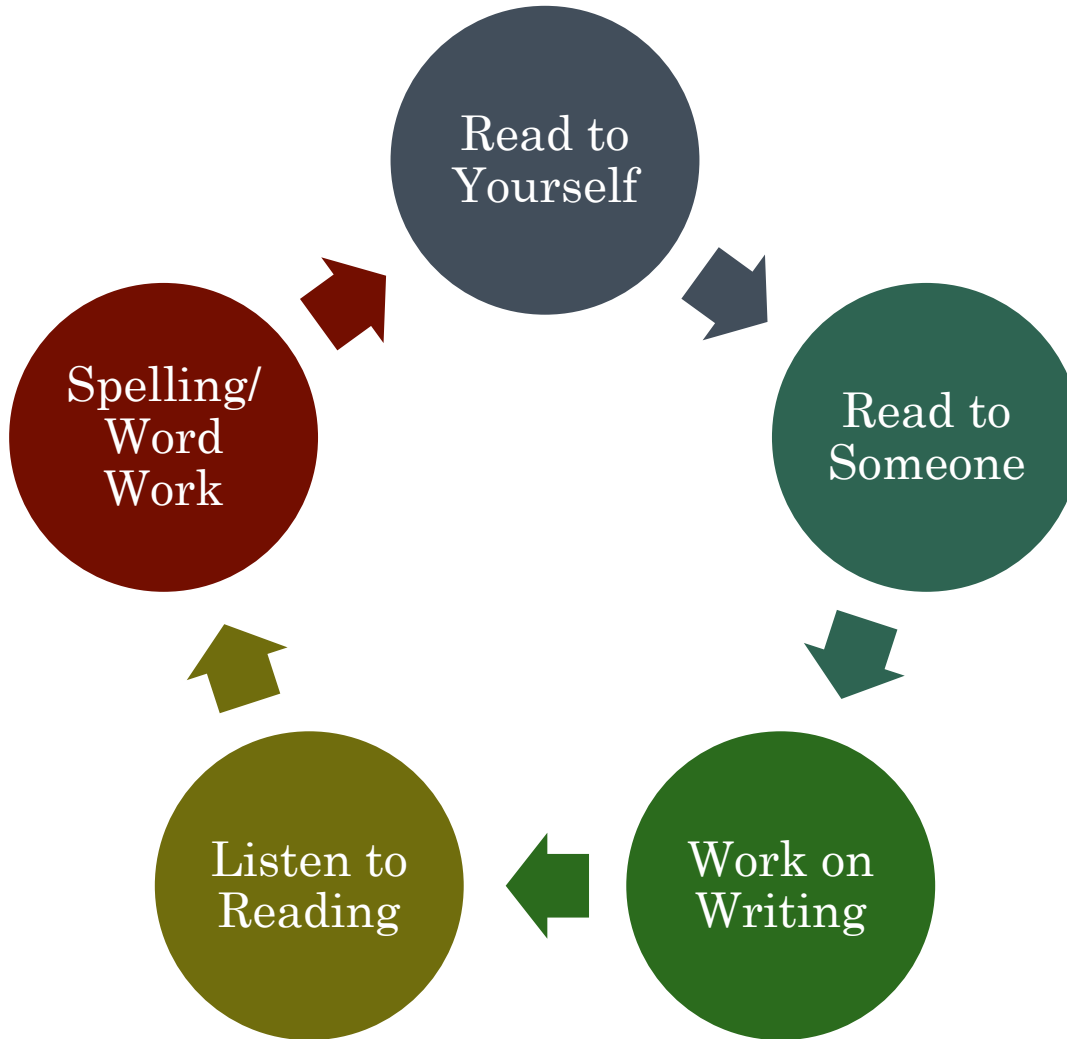 Read to
Yourself
Read to
Someone
Work on
Writing
Listen to
Reading
Spelling/
Word
Work